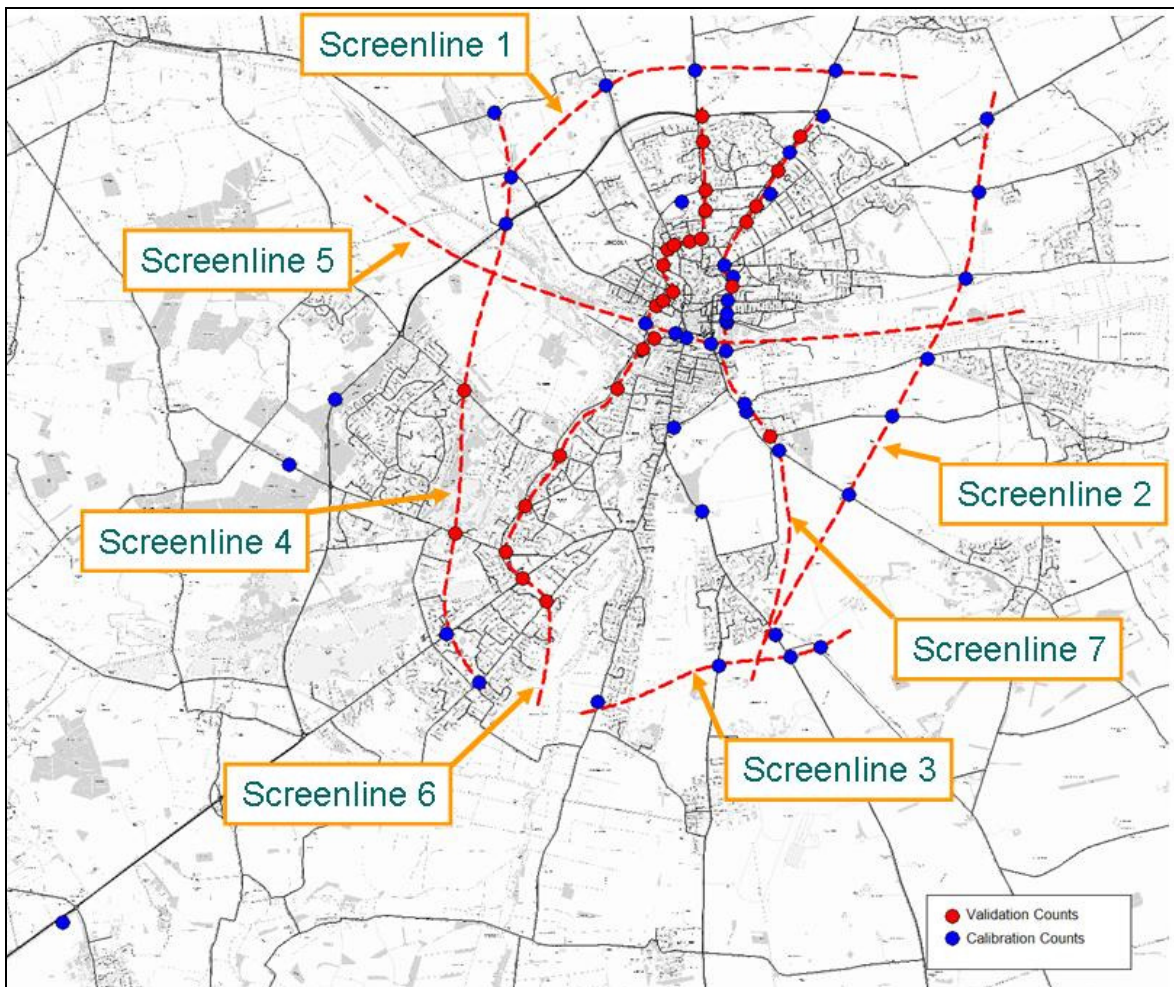 Screenline 1
Screenline 5
Screenline 2
Screenline 4
Screenline 7
Screenline 3
Screenline 6
Validation Counts
Calibration Counts